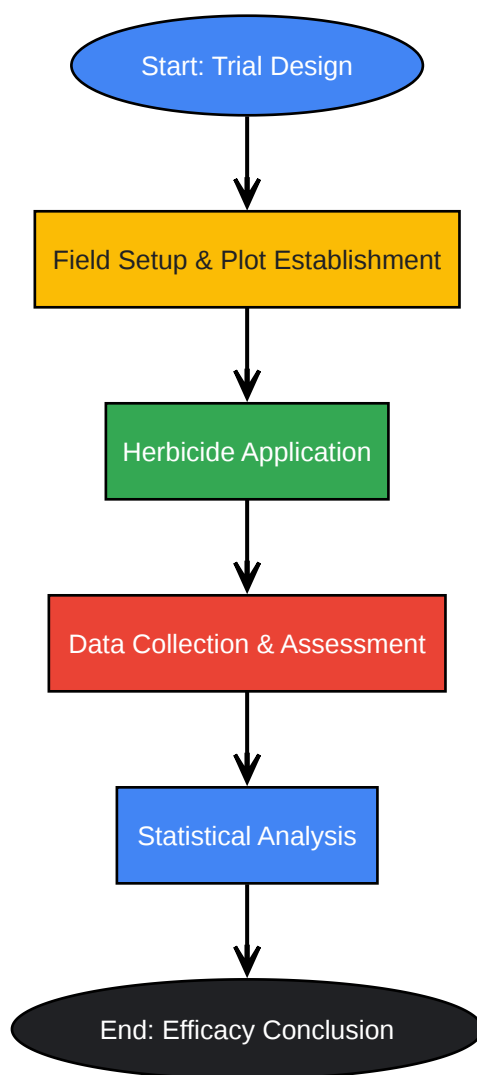 Start: Trial Design
Field Setup & Plot Establishment
Herbicide Application
Data Collection & Assessment
Statistical Analysis
End: Efficacy Conclusion